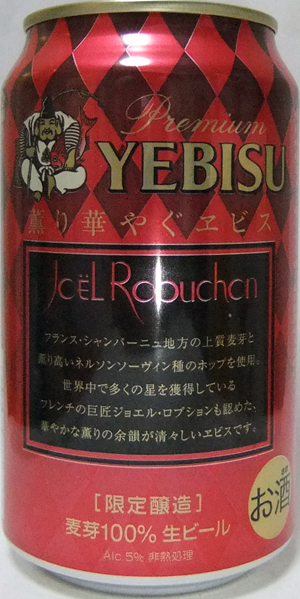 Premium
YEBISU
薫り華やぐヱビス
JoëL Robuchon
フランス・シャンパーニュ地方の上質麦芽と
薫り高いネルソンソーヴィン種のホップを使用。
世界中で多くの星を獲得している
フレンチの巨匠ジョエル・ロブションも認めた、
華やかな薫りの余韻が清々しいヱビスです。
[限定醸造]
麦芽100% 生ビール
Alc.5% 非熱処理
お酒